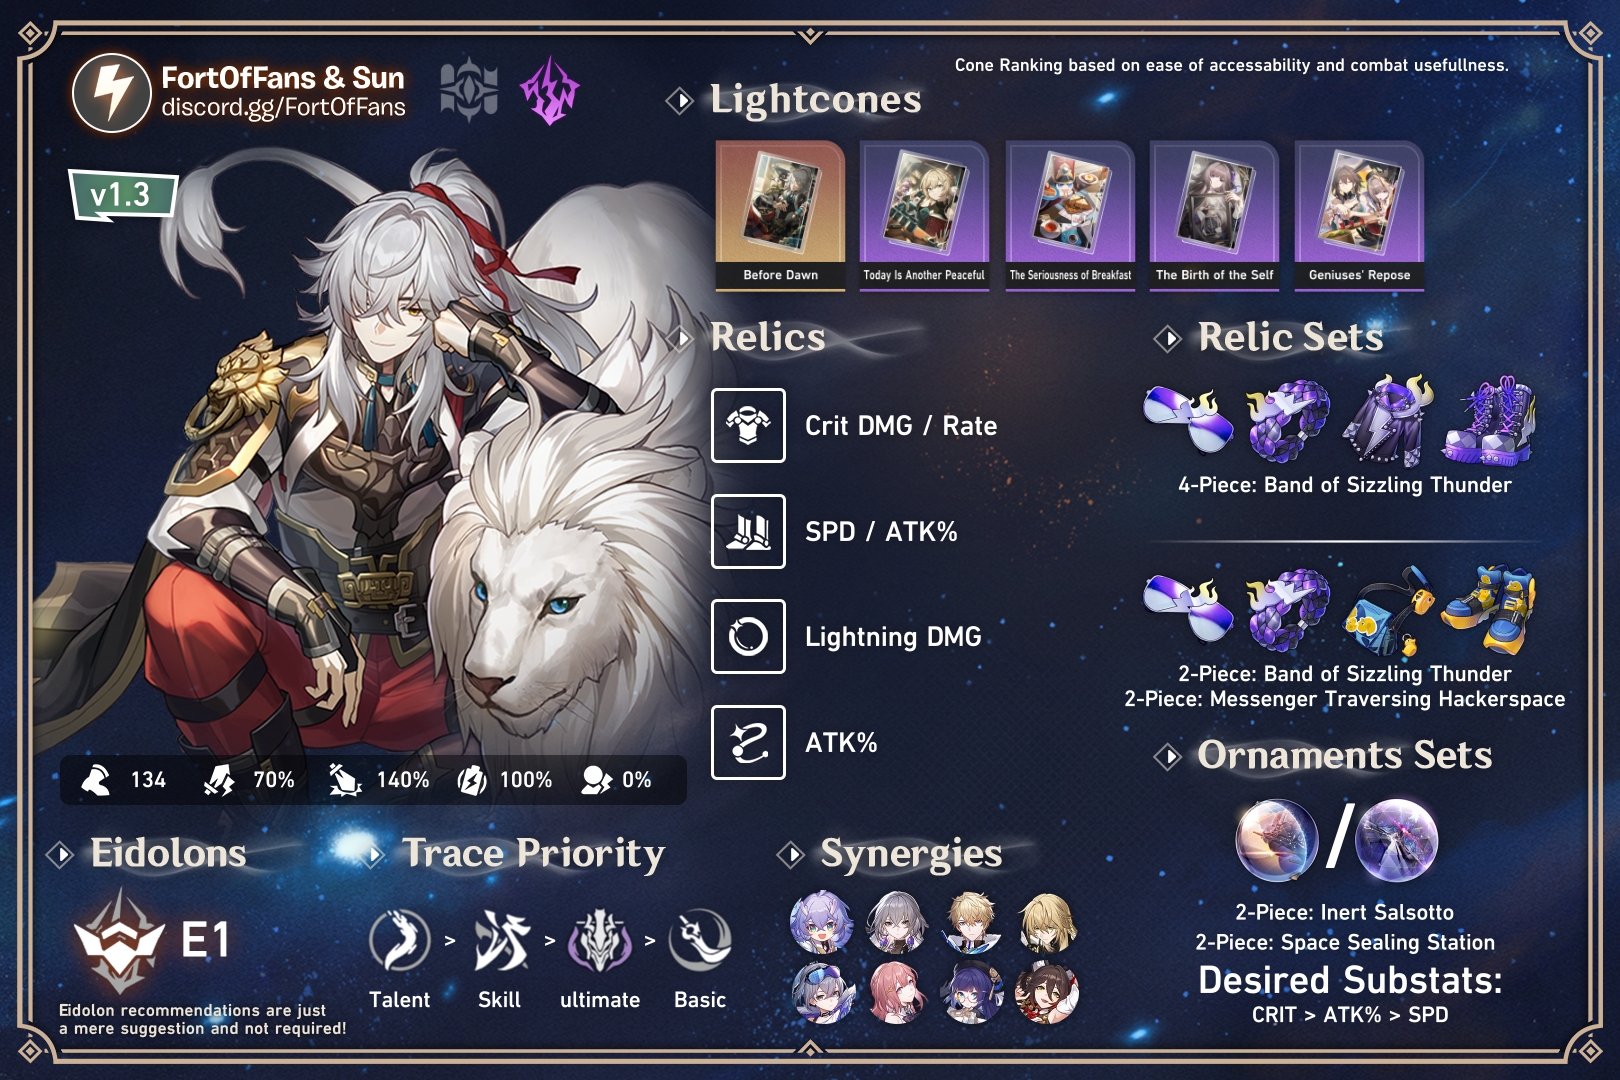 FortOfFans & Sun
discord.gg/FortOfFans
v1.3
Cone Ranking based on ease of accessability and combat usefullness.
Lightcones
Before Dawn
Today Is Another Peaceful
The Seriousness of Breakfast
The Birth of the Self
Geniuses' Repose
Relics
Crit DMG / Rate
SPD / ATK%
Lightning DMG
ATK%
Relic Sets
4-Piece: Band of Sizzling Thunder
2-Piece: Band of Sizzling Thunder
2-Piece: Messenger Traversing Hackerspace
Ornaments Sets
/
2-Piece: Inert Salsotto
2-Piece: Space Sealing Station
Desired Substats:
CRIT > ATK% > SPD
134 70% 140% 100% 0%
Eidolons
E1
Eidolon recommendations are just
a mere suggestion and not required!
Trace Priority
> > >
Talent Skill ultimate Basic
Synergies